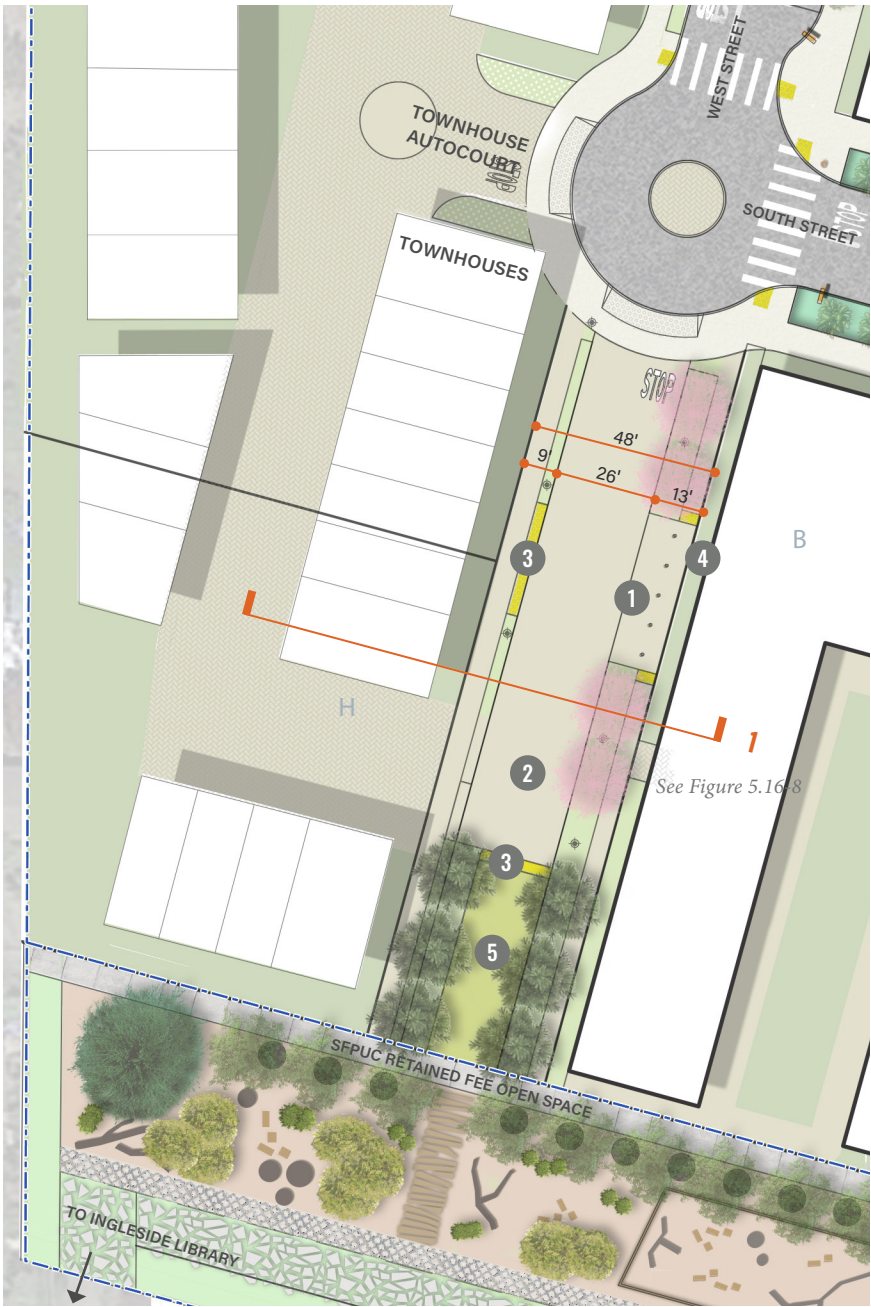 WEST STREET
TOWNHOUSE
AUTOCOURT
STOP
SOUTH STREET
STOP
TOWNHOUSES
STOP
48'
9'
26'
13'
3
4
B
1
H
1
2
See Figure 5.16-8
3
5
SFPUC RETAINED FEE OPEN SPACE
TO INGLESIDE LIBRARY